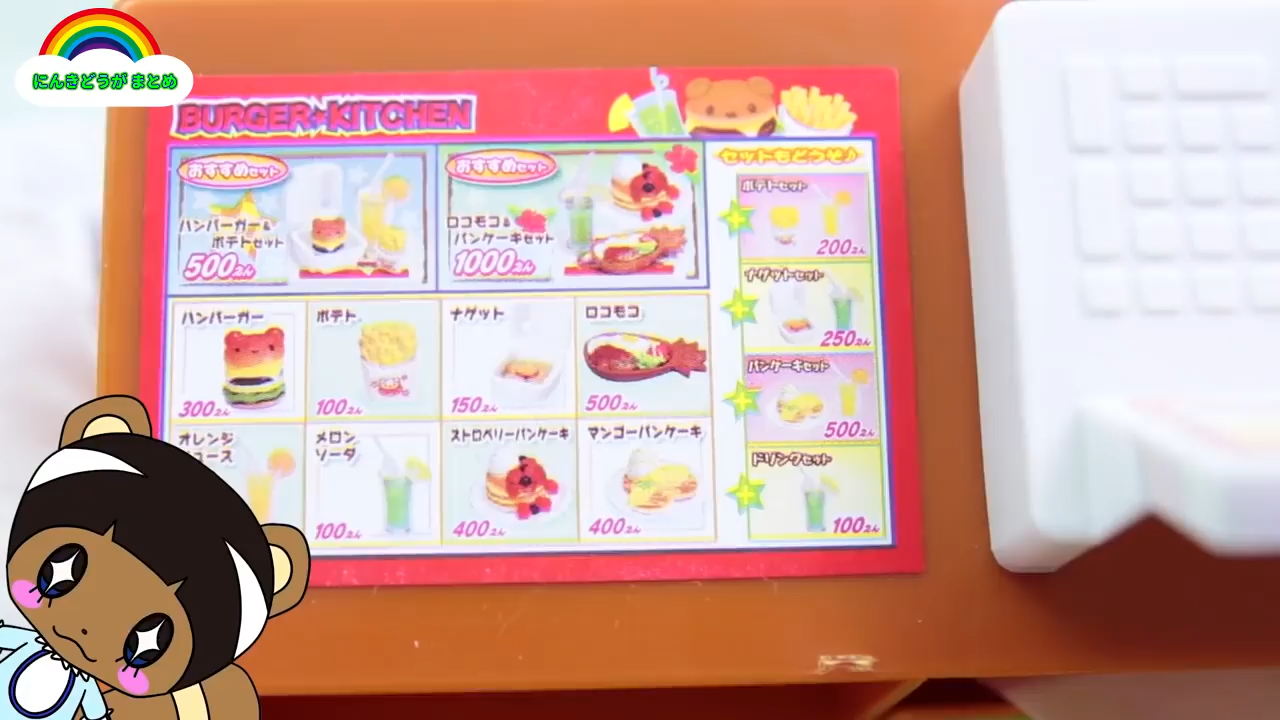 にんきどうが まとめ
BURGER★KITCHEN
おすすめセット
ハンバーガー&
ポテトセット
500えん
おすすめセット
ロコモコ&
パンケーキセット
1000えん
セットもどうぞ♪
ポテトセット
200えん
ナゲットセット
250えん
パンケーキセット
500えん
ドリンクセット
100えん
ハンバーガー
300えん
ポテト
100えん
ナゲット
150えん
ロコモコ
500えん
オレンジ
ュース
メロン
ソーダ
100えん
ストロベリーパンケーキ
400えん
マンゴーパンケーキ
400えん